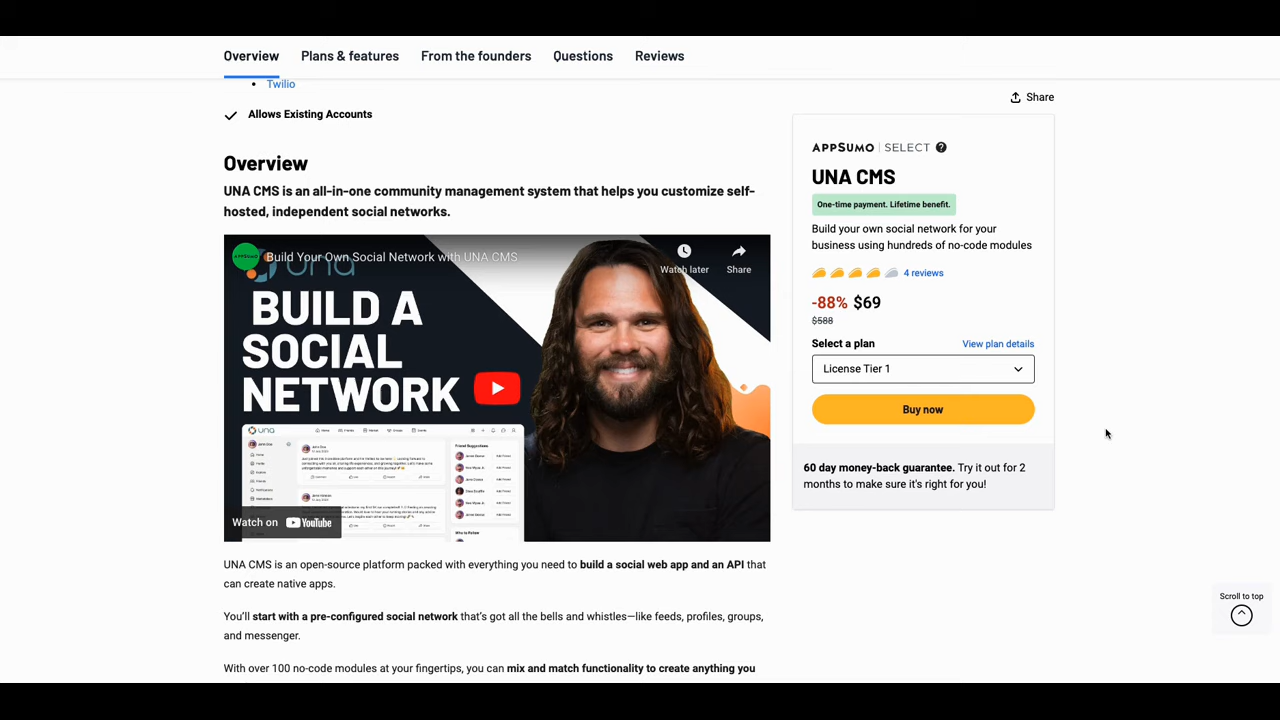 Overview
Plans & features
From the founders
Questions
Reviews
Twilio
Allows Existing Accounts
Share
Overview
UNA CMS is an all-in-one community management system that helps you customize self-
hosted, independent social networks.
Build Your Own Social Network with UNA CMS
Watch later
Share
una
BUILD A
SOCIAL
NETWORK
una
Watch on YouTube
UNA CMS is an open-source platform packed with everything you need to build a social web app and an API that
can create native apps.
You'll start with a pre-configured social network that's got all the bells and whistles—like feeds, profiles, groups,
and messenger.
With over 100 no-code modules at your fingertips, you can mix and match functionality to create anything you
APPSUMO | SELECT
UNA CMS
One-time payment. Lifetime benefit.
Build your own social network for your
business using hundreds of no-code modules
4 reviews
-88% $69
$588
Select a plan
View plan details
License Tier 1
Buy now
60 day money-back guarantee. Try it out for 2
months to make sure it's right for you!
Scroll to top